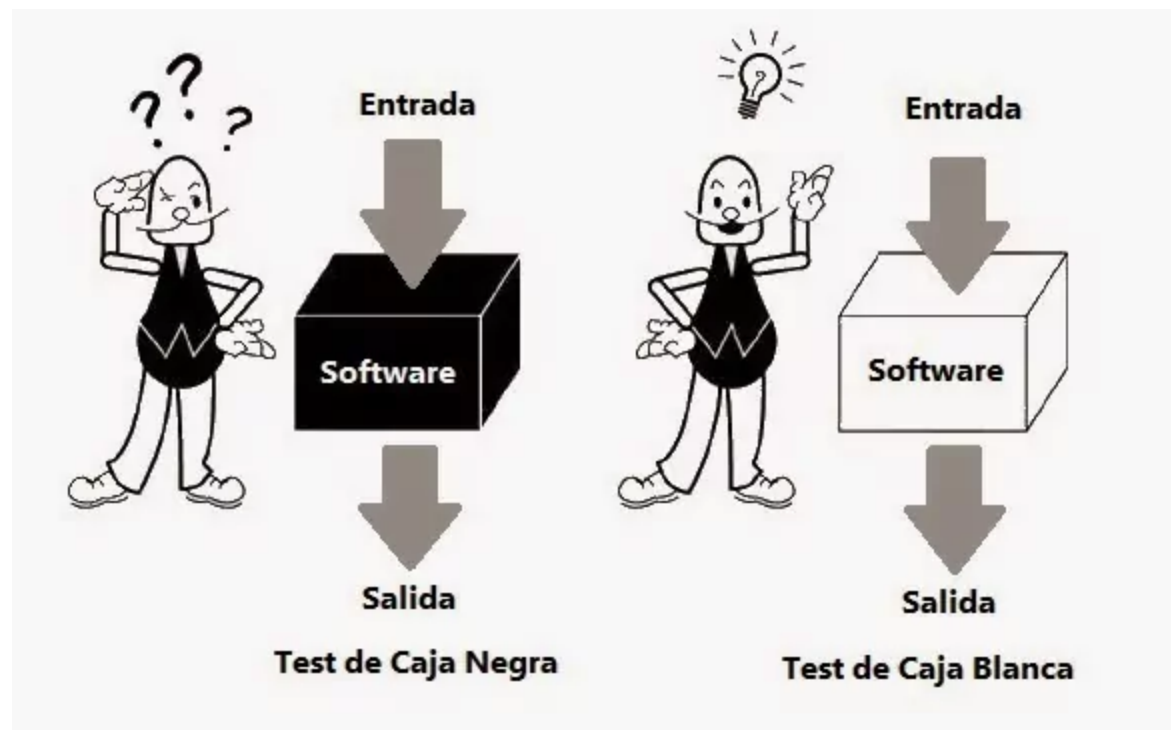 Entrada
Software
Salida
Test de Caja Negra
Entrada
Software
Salida
Test de Caja Blanca